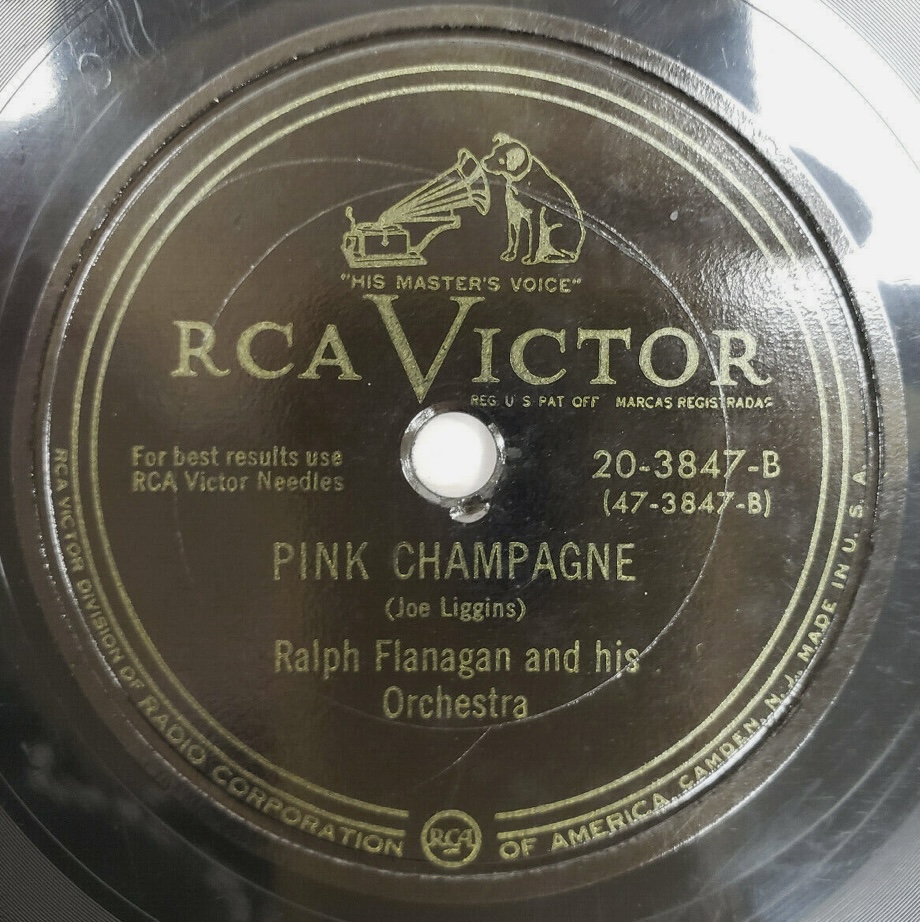 "HIS MASTER'S VOICE"
RCA VICTOR
REG. U S PAT OFF MARCAS REGISTRADAS
For best results use
RCA Victor Needles
20-3847-B
(47-3847-B)
PINK CHAMPAGNE
(Joe Liggins)
Ralph Flanagan and his
Orchestra
RCA VICTOR DIVISION OF RADIO CORPORATION RCA OF AMERICA, CAMDEN, N. J. MADE IN U. S. A.